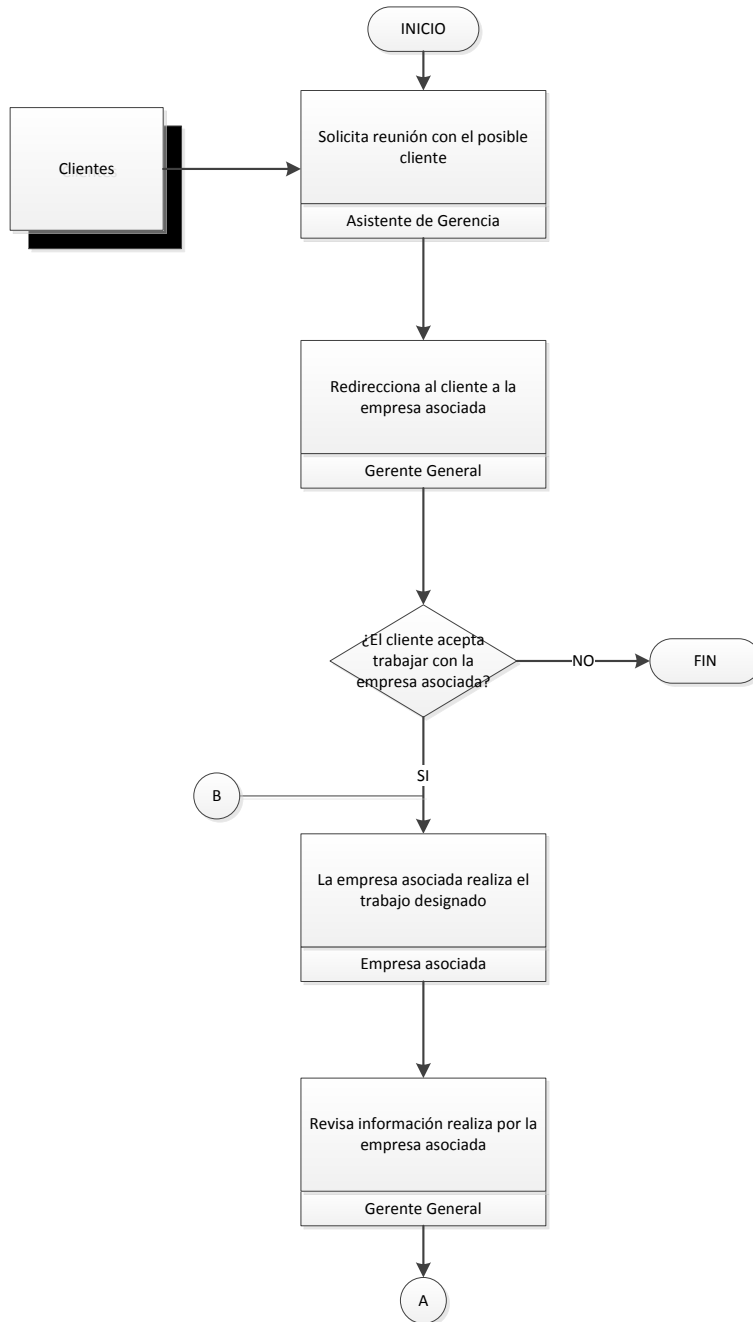 INICIO
Clientes
Solicita reunión con el posible
cliente
Asistente de Gerencia
Redirecciona al cliente a la
empresa asociada
Gerente General
¿El cliente acepta
trabajar con la
empresa asociada?
NO
FIN
SI
B
La empresa asociada realiza el
trabajo designado
Empresa asociada
Revisa información realiza por la
empresa asociada
Gerente General
A